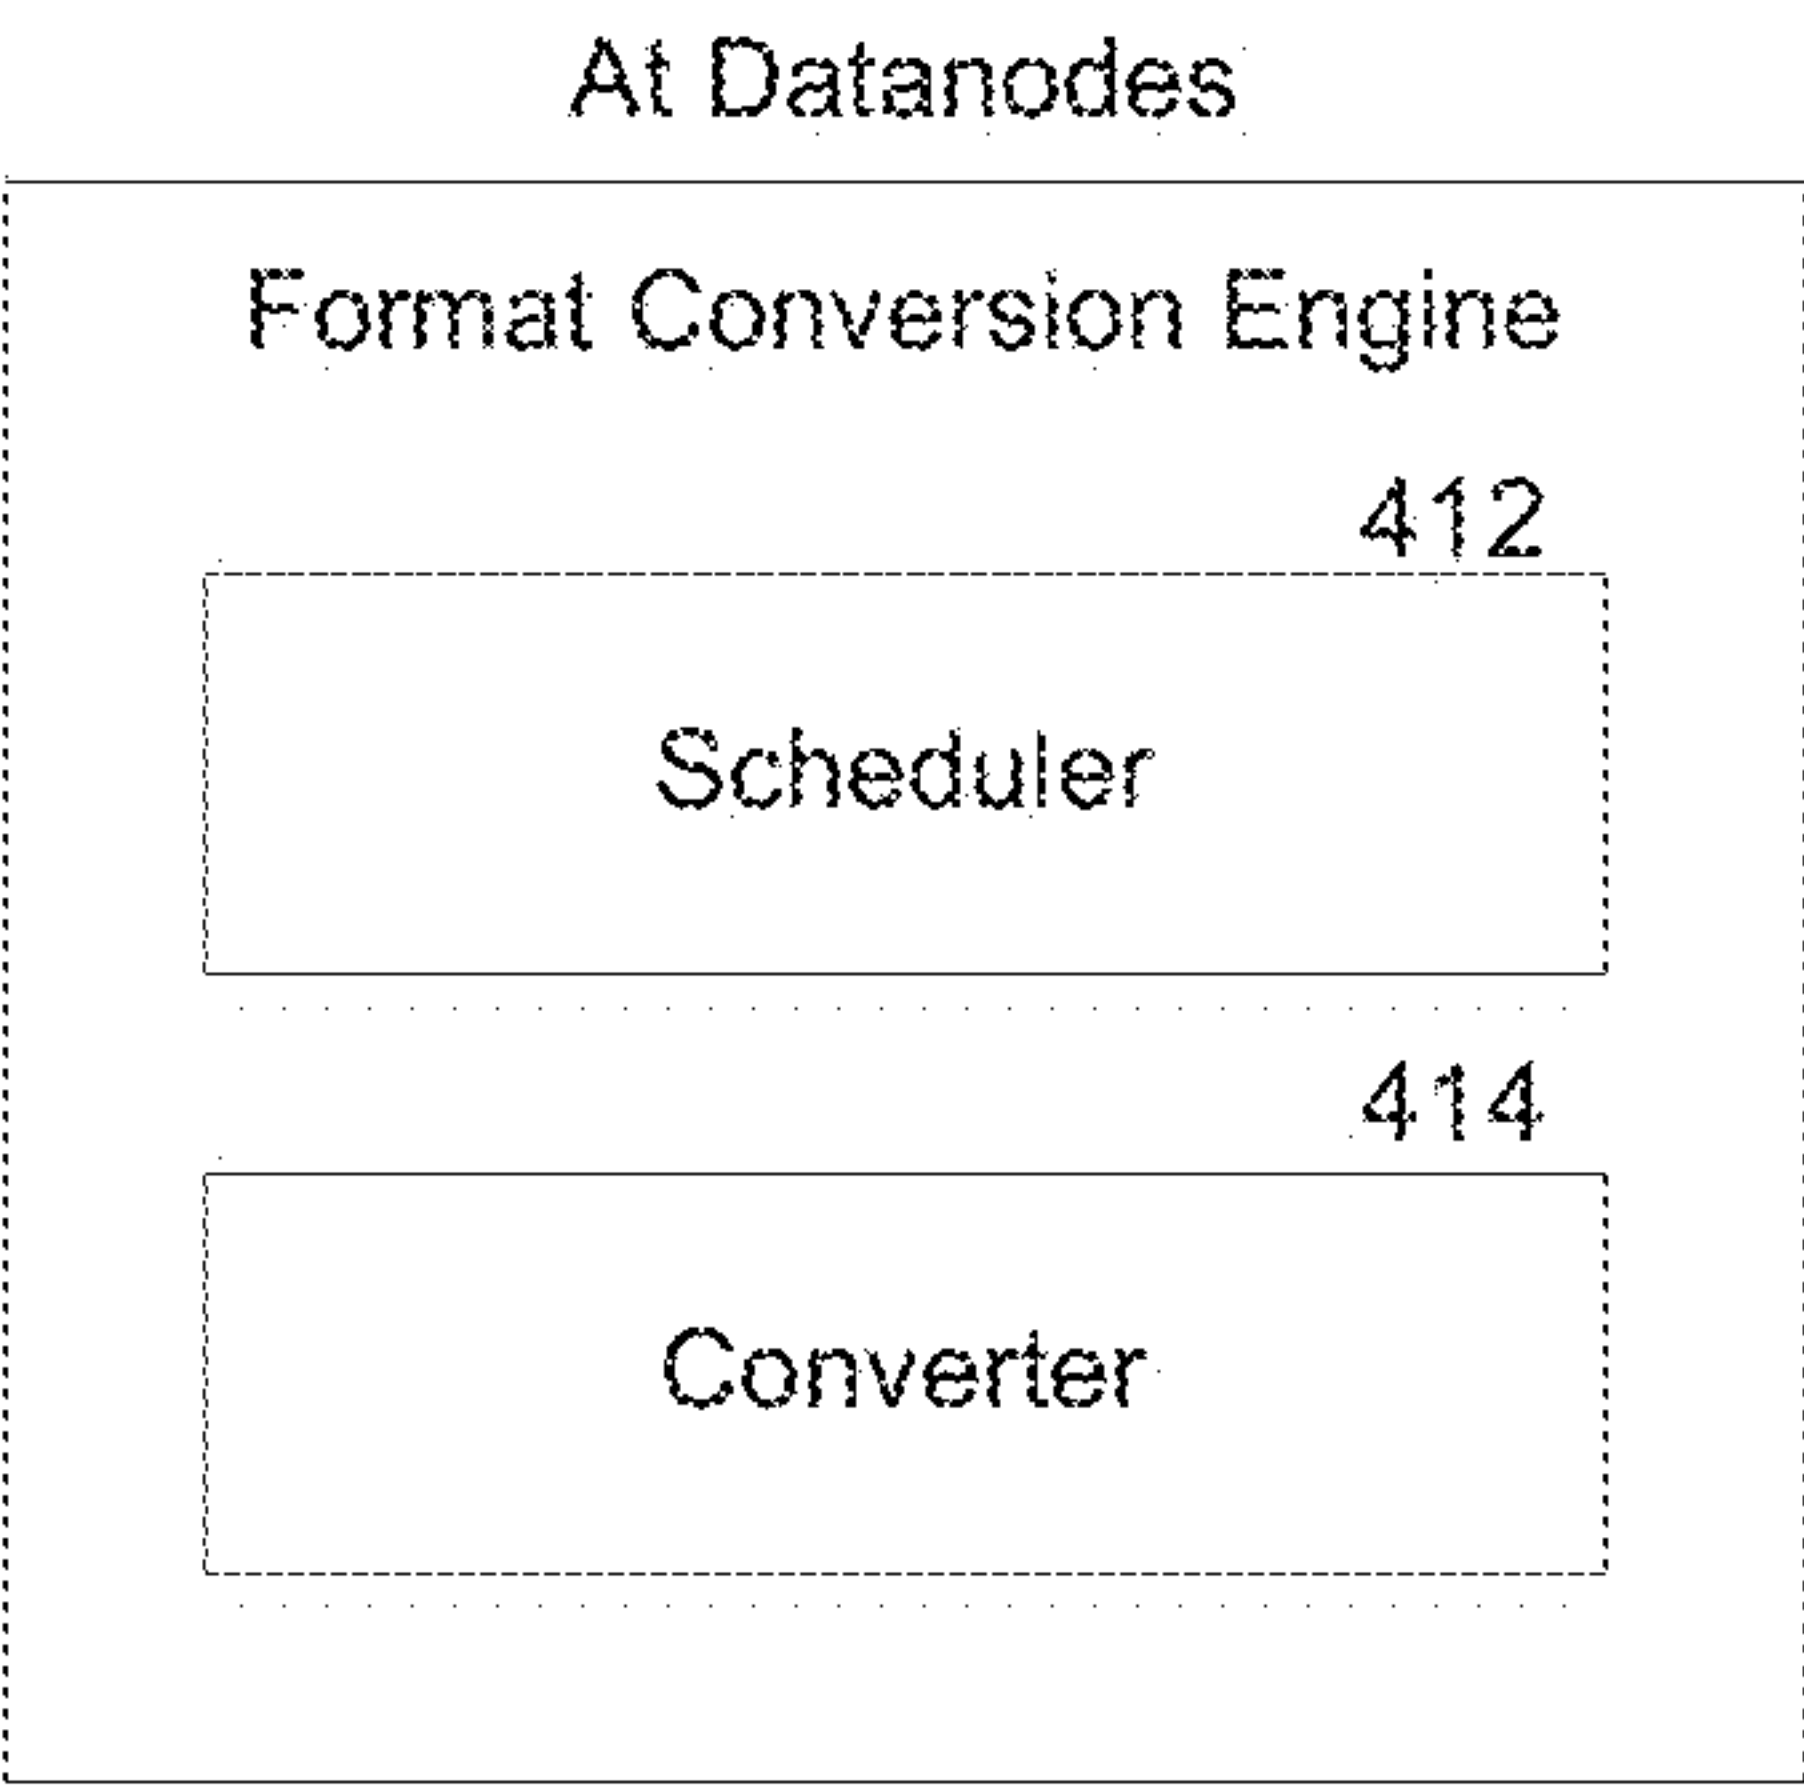 At Datanodes
Format Conversion Engine
412
Scheduler
414
Converter